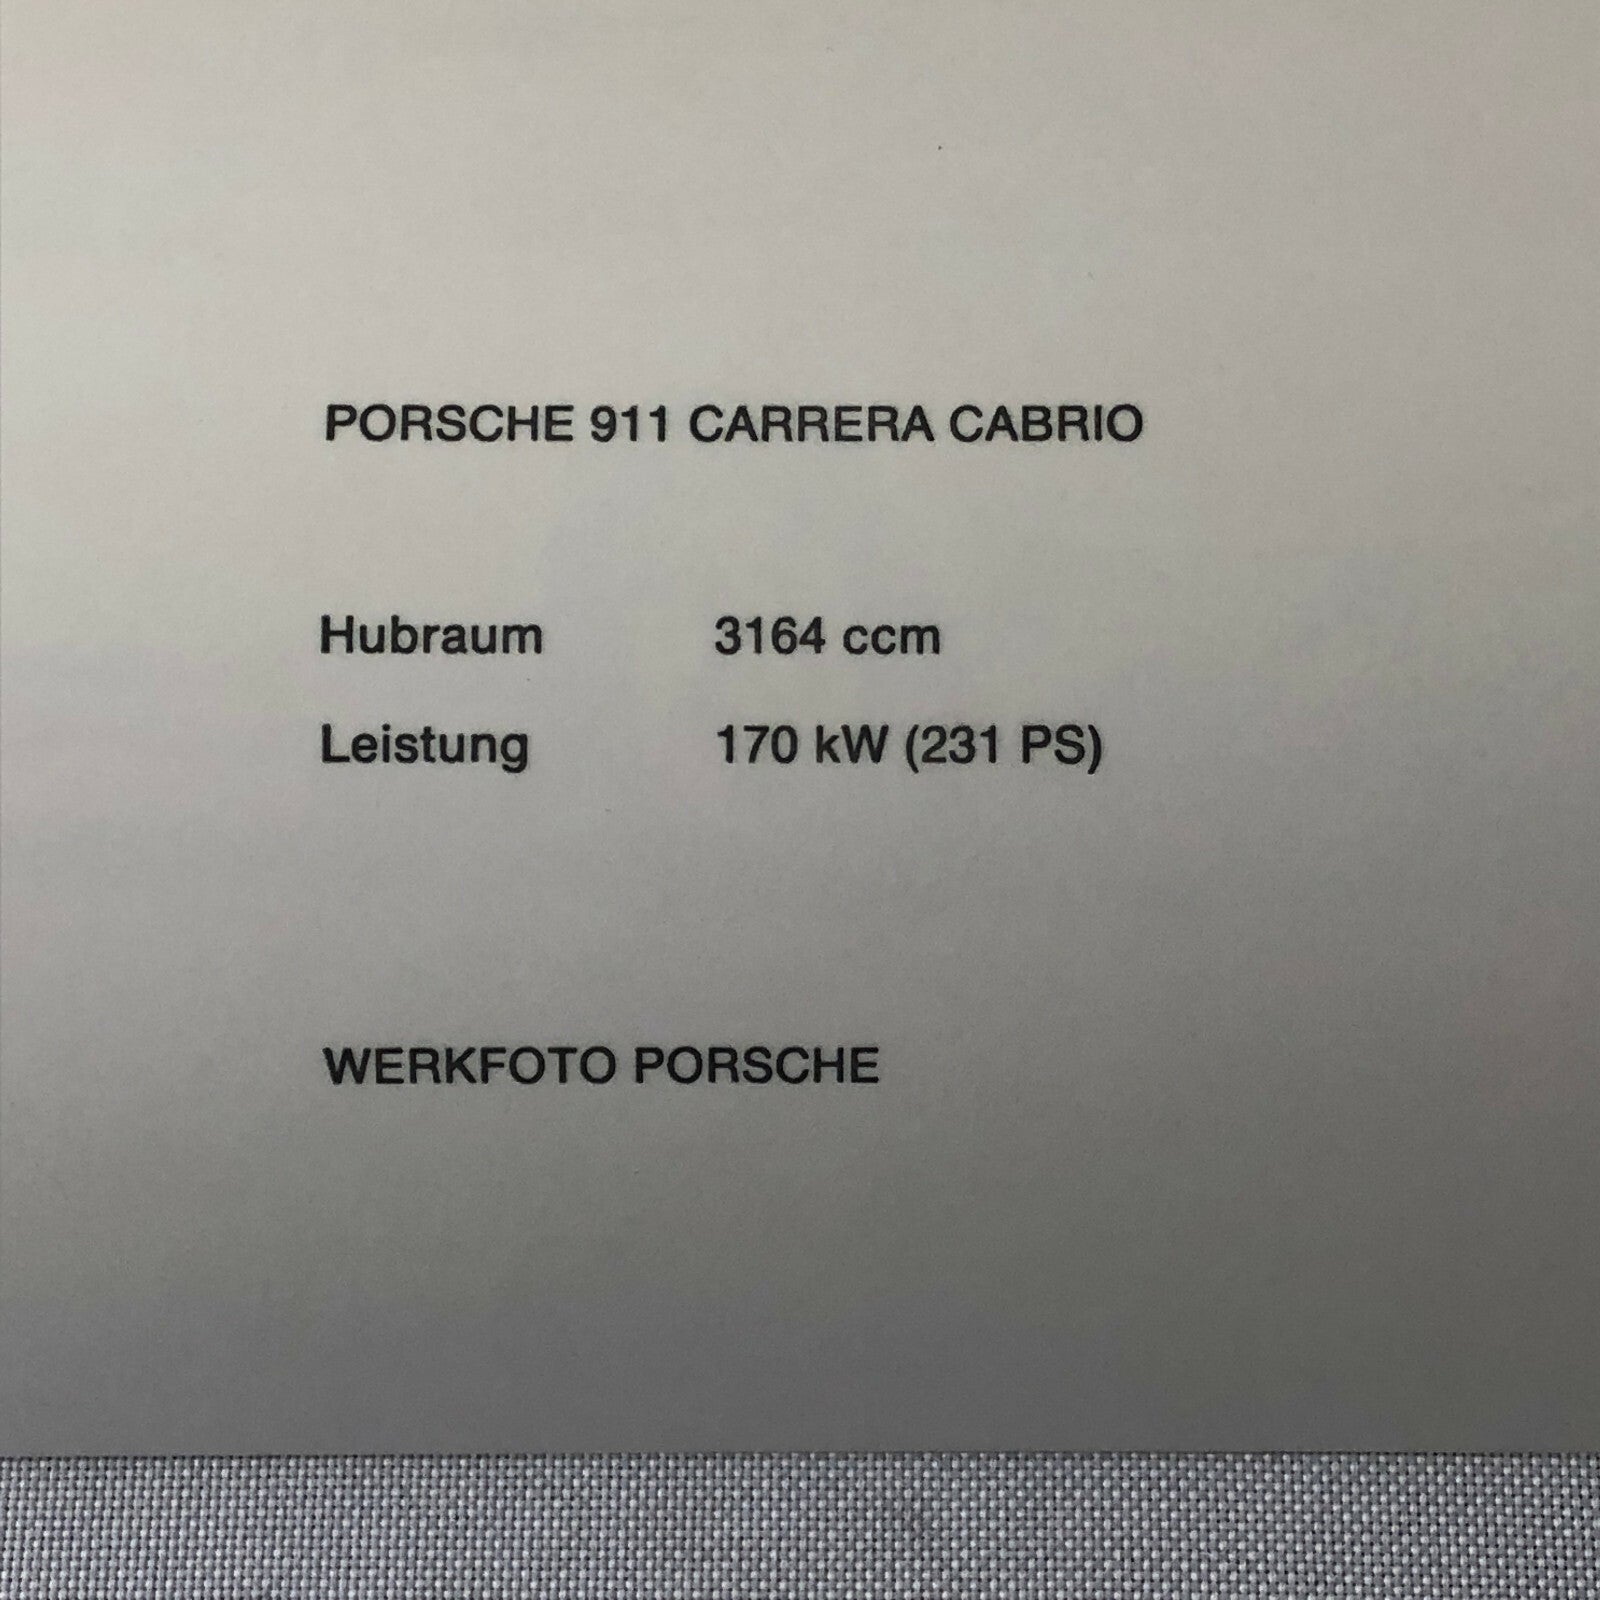 PORSCHE 911 CARRERA CABRIO
Hubraum 3164 ccm
Leistung 170 kW (231 PS)
WERKFOTO PORSCHE